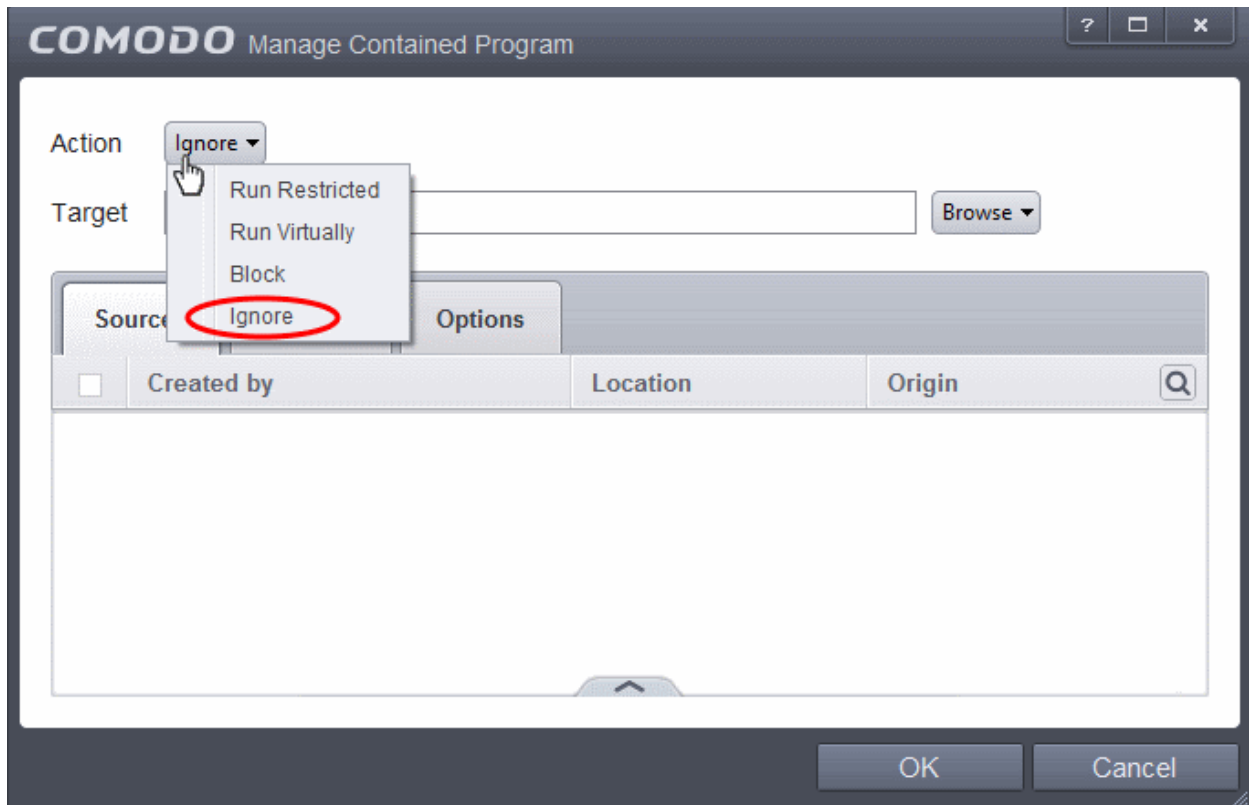 COMODO Manage Contained Program
?
x
Action Ignore
Run Restricted
Target Browse
Run Virtually
Block
Ignore
Options
Created by Location Origin
OK Cancel